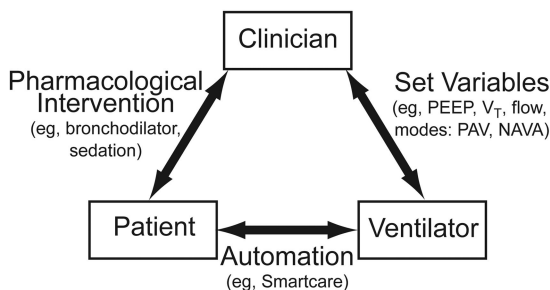 Clinician
Pharmacological
Intervention
(eg, bronchodilator,
sedation)
Set Variables
(eg, PEEP, VT, flow,
modes: PAV, NAVA)
Patient
Ventilator
Automation
(eg, Smartcare)